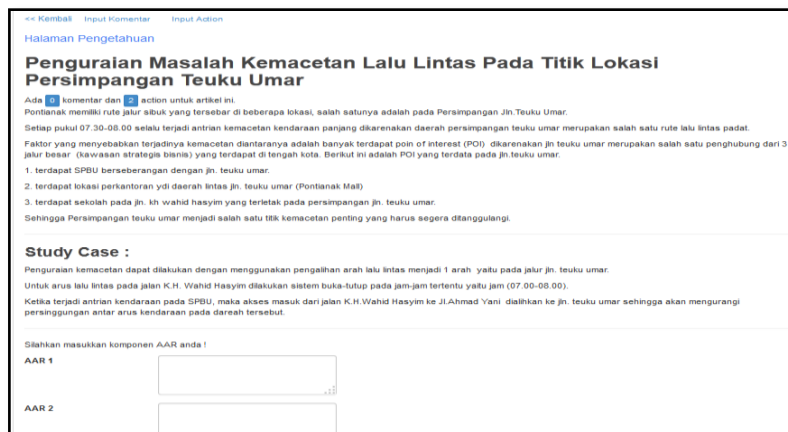 << Kembali Input Komentar Input Action
Halaman Pengetahuan
Penguraian Masalah Kemacetan Lalu Lintas Pada Titik Lokasi
Persimpangan Teuku Umar
Ada 0 komentar dan 2 action untuk artikel ini.
Pontianak memiliki rute jalur sibuk yang tersebar di beberapa lokasi, salah satunya adalah pada Persimpangan Jln.Teuku Umar.
Setiap pukul 07.30-08.00 selalu terjadi antrian kemacetan kendaraan panjang dikarenakan daerah persimpangan teuku umar merupakan salah satu rute lalu lintas padat.
Faktor yang menyebabkan terjadinya kemacetan diantaranya adalah banyak terdapat poin of interest (POI) dikarenakan jln teuku umar merupakan salah satu penghubung dari 3
jalur besar (kawasan strategis bisnis) yang terdapat di tengah kota. Berikut ini adalah POI yang terdata pada jln.teuku umar.
1. terdapat SPBU berseberangan dengan jln. teuku umar.
2. terdapat lokasi perkantoran ydi daerah lintas jln. teuku umar (Pontianak Mall)
3. terdapat sekolah pada jln. kh wahid hasyim yang terletak pada persimpangan jln. teuku umar.
Sehingga Persimpangan teuku umar menjadi salah satu titik kemacetan penting yang harus segera ditanggulangi.
Study Case :
Penguraian kemacetan dapat dilakukan dengan menggunakan pengalihan arah lalu lintas menjadi 1 arah yaitu pada jalur jln. teuku umar.
Untuk arus lalu lintas pada jalan K.H. Wahid Hasyim dilakukan sistem buka-tutup pada jam-jam tertentu yaitu jam (07.00-08.00).
Ketika terjadi antrian kendaraan pada SPBU, maka akses masuk dari jalan K.H.Wahid Hasyim ke Jl.Ahmad Yani dialihkan ke jln. teuku umar sehingga akan mengurangi
persinggungan antar arus kendaraan pada dareah tersebut.
Silahkan masukkan komponen AAR anda !
AAR 1
AAR 2